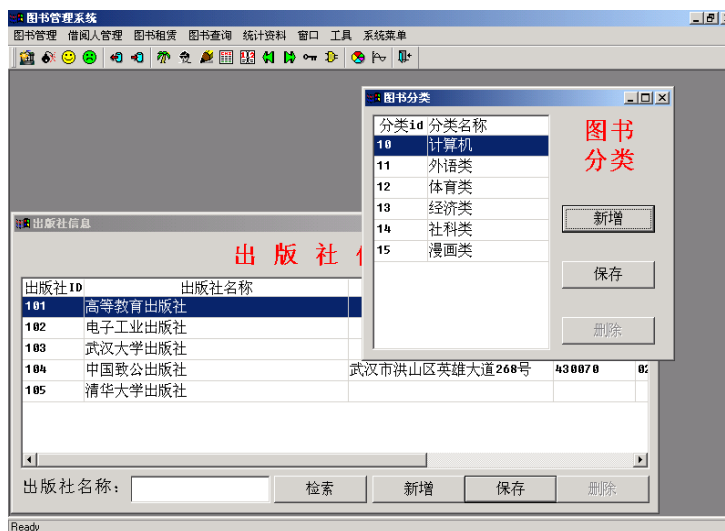 图书管理系统
图书管理 借阅人管理 图书租赁 图书查询 统计资料 窗口 工具 系统菜单
图书分类
分类id 分类名称
10 计算机
11 外语类
12 体育类
13 经济类
14 社科类
15 漫画类
图书
分类
新增
保存
删除
出版社信息
出 版 社
出版社ID 出版社名称
101 高等教育出版社
102 电子工业出版社
103 武汉大学出版社
104 中国致公出版社 武汉市洪山区英雄大道268号 430070 02
105 清华大学出版社
出版社名称： 检索 新增 保存 删除
Ready